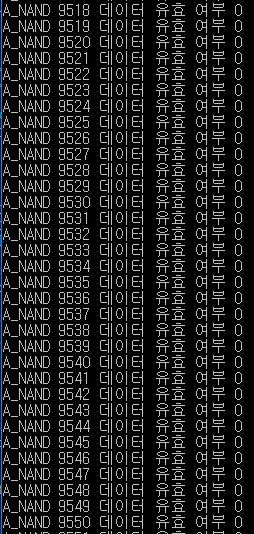 A_NAND 9518 데이터 유효 여부 0
A_NAND 9519 데이터 유효 여부 0
A_NAND 9520 데이터 유효 여부 0
A_NAND 9521 데이터 유효 여부 0
A_NAND 9522 데이터 유효 여부 0
A_NAND 9523 데이터 유효 여부 0
A_NAND 9524 데이터 유효 여부 0
A_NAND 9525 데이터 유효 여부 0
A_NAND 9526 데이터 유효 여부 0
A_NAND 9527 데이터 유효 여부 0
A_NAND 9528 데이터 유효 여부 0
A_NAND 9529 데이터 유효 여부 0
A_NAND 9530 데이터 유효 여부 0
A_NAND 9531 데이터 유효 여부 0
A_NAND 9532 데이터 유효 여부 0
A_NAND 9533 데이터 유효 여부 0
A_NAND 9534 데이터 유효 여부 0
A_NAND 9535 데이터 유효 여부 0
A_NAND 9536 데이터 유효 여부 0
A_NAND 9537 데이터 유효 여부 0
A_NAND 9538 데이터 유효 여부 0
A_NAND 9539 데이터 유효 여부 0
A_NAND 9540 데이터 유효 여부 0
A_NAND 9541 데이터 유효 여부 0
A_NAND 9542 데이터 유효 여부 0
A_NAND 9543 데이터 유효 여부 0
A_NAND 9544 데이터 유효 여부 0
A_NAND 9545 데이터 유효 여부 0
A_NAND 9546 데이터 유효 여부 0
A_NAND 9547 데이터 유효 여부 0
A_NAND 9548 데이터 유효 여부 0
A_NAND 9549 데이터 유효 여부 0
A_NAND 9550 데이터 유효 여부 0